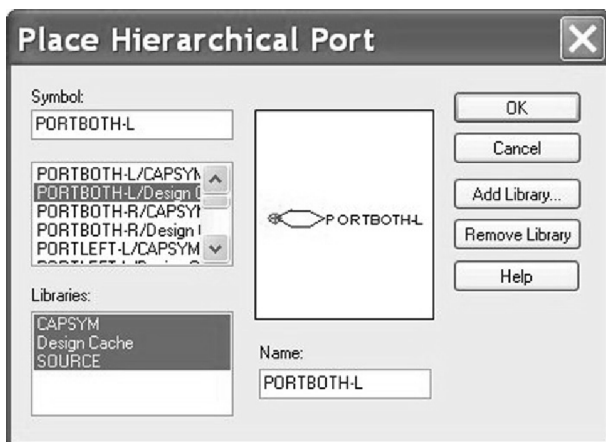 Place Hierarchical Port
Symbol:
PORTBOTH-L
PORTBOTH-L/CAPSYM
PORTBOTH-L/Design
PORTBOTH-R/CAPSYM
PORTBOTH-R/Design
PORTLEFT-L/CAPSYM
Libraries:
CAPSYM
Design Cache
SOURCE
PORTBOTH-L
Name:
PORTBOTH-L
OK
Cancel
Add Library...
Remove Library
Help